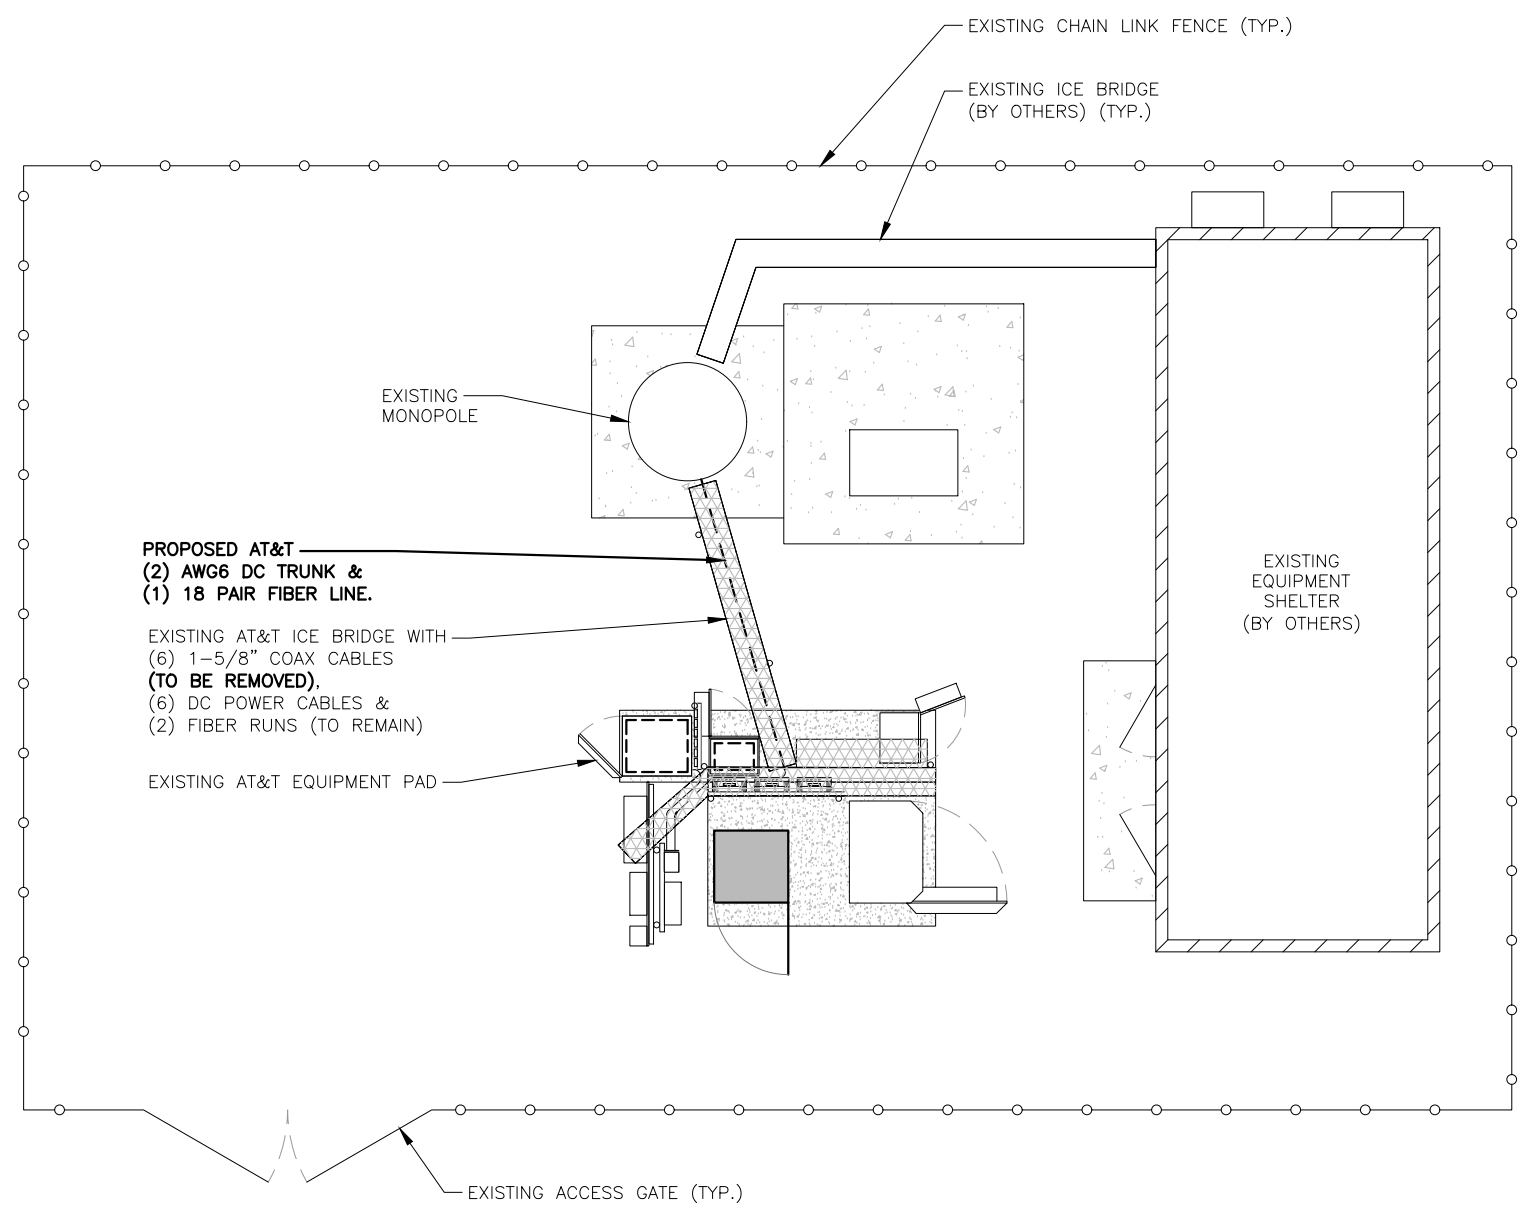 EXISTING CHAIN LINK FENCE (TYP.)
EXISTING ICE BRIDGE
(BY OTHERS) (TYP.)
EXISTING
MONOPOLE
PROPOSED AT&T
(2) AWG6 DC TRUNK &
(1) 18 PAIR FIBER LINE.
EXISTING AT&T ICE BRIDGE WITH
(6) 1-5/8" COAX CABLES
(TO BE REMOVED),
(6) DC POWER CABLES &
(2) FIBER RUNS (TO REMAIN)
EXISTING AT&T EQUIPMENT PAD
EXISTING
EQUIPMENT
SHELTER
(BY OTHERS)
EXISTING ACCESS GATE (TYP.)